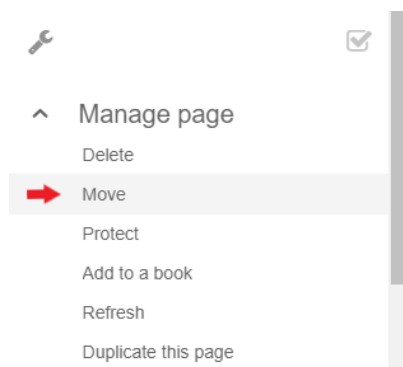 Manage page
Delete
Move
Protect
Add to a book
Refresh
Duplicate this page